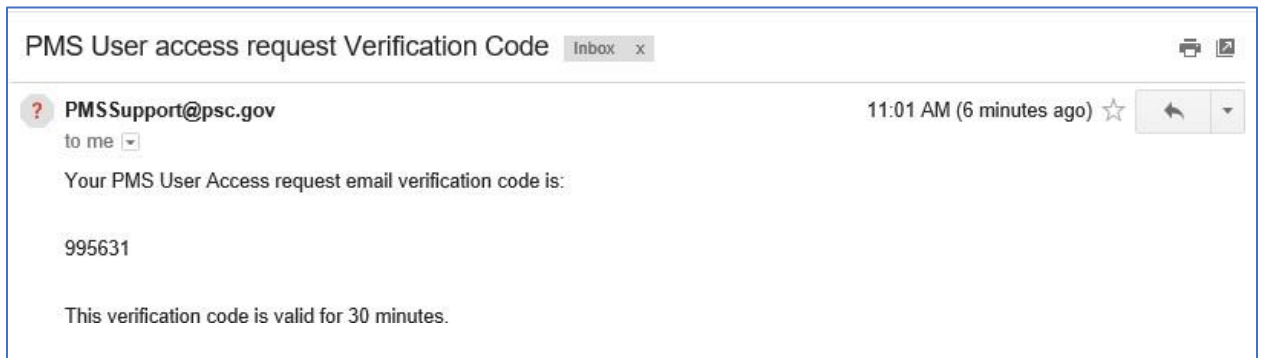 PMS User access request Verification Code Inbox x
? PMSSupport@psc.gov 11:01 AM (6 minutes ago)
to me
Your PMS User Access request email verification code is:
995631
This verification code is valid for 30 minutes.